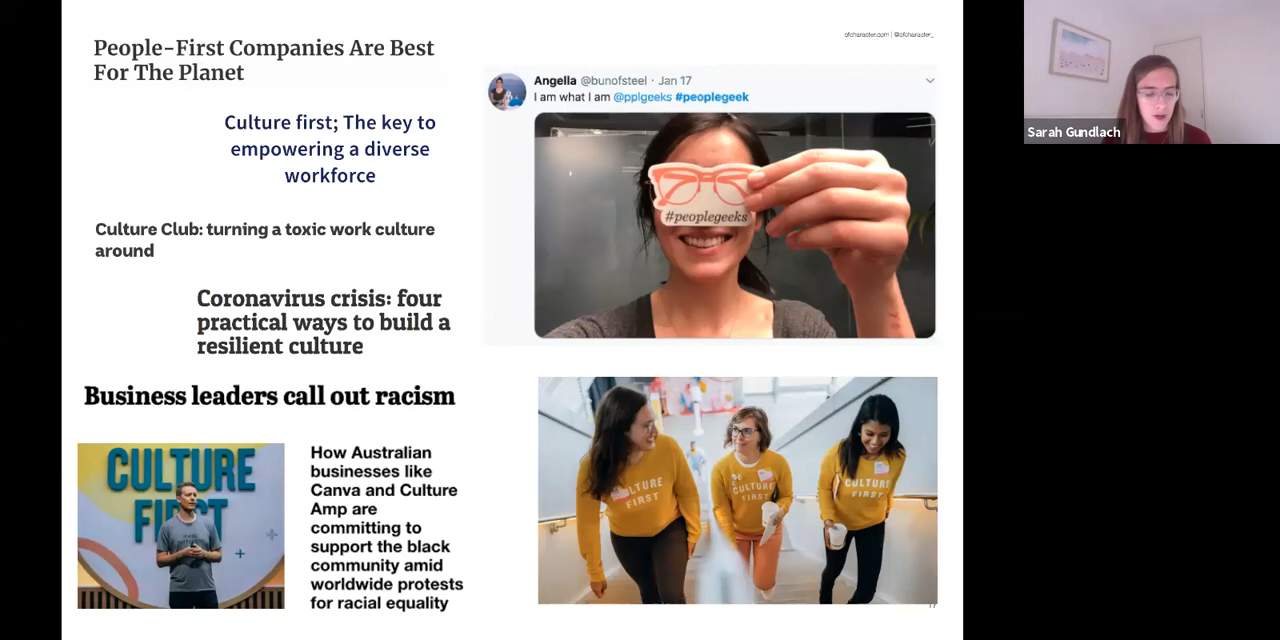 People-First Companies Are Best
For The Planet
ofcharacter.com | @ofcharacter_
Angella @bunofsteel · Jan 17
I am what I am @pplgeeks #peoplegeek
Culture first; The key to
empowering a diverse
workforce
#peoplegeeks
Culture Club: turning a toxic work culture
around
Coronavirus crisis: four
practical ways to build a
resilient culture
Business leaders call out racism
CULTURE
FIRST
How Australian
businesses like
Canva and Culture
Amp are
committing to
support the black
community amid
worldwide protests
for racial equality
CULTURE
FIRST
CULTURE
FIRST
CULTURE
FIRST
Sarah Gundlach